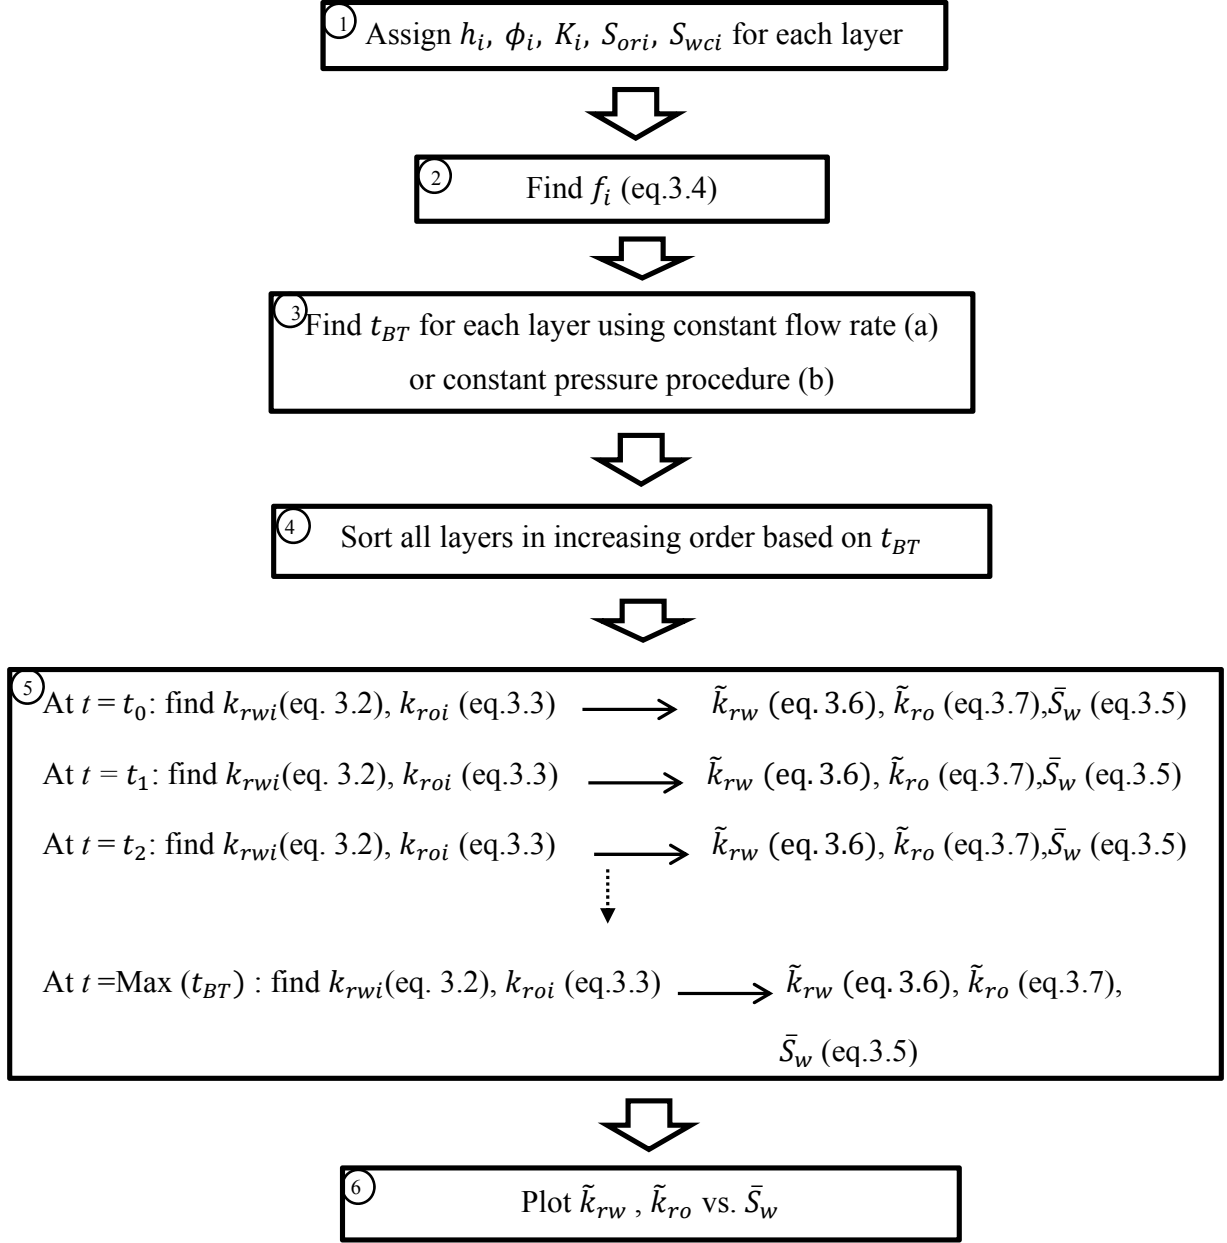 1
Assign h_i, ϕ_i, K_i, S_ori, S_wci for each layer
2
Find f_i (eq.3.4)
3
Find t_BT for each layer using constant flow rate (a)
or constant pressure procedure (b)
4
Sort all layers in increasing order based on t_BT
5
At t = t_0: find k_rwi(eq. 3.2), k_roi (eq.3.3) ⟶ k̃_rw (eq. 3.6), k̃_ro (eq.3.7),S̄_w (eq.3.5)
At t = t_1: find k_rwi(eq. 3.2), k_roi (eq.3.3) ⟶ k̃_rw (eq. 3.6), k̃_ro (eq.3.7),S̄_w (eq.3.5)
At t = t_2: find k_rwi(eq. 3.2), k_roi (eq.3.3) ⟶ k̃_rw (eq. 3.6), k̃_ro (eq.3.7),S̄_w (eq.3.5)
At t =Max (t_BT) : find k_rwi(eq. 3.2), k_roi (eq.3.3) ⟶ k̃_rw (eq. 3.6), k̃_ro (eq.3.7),
S̄_w (eq.3.5)
6
Plot k̃_rw , k̃_ro vs. S̄_w